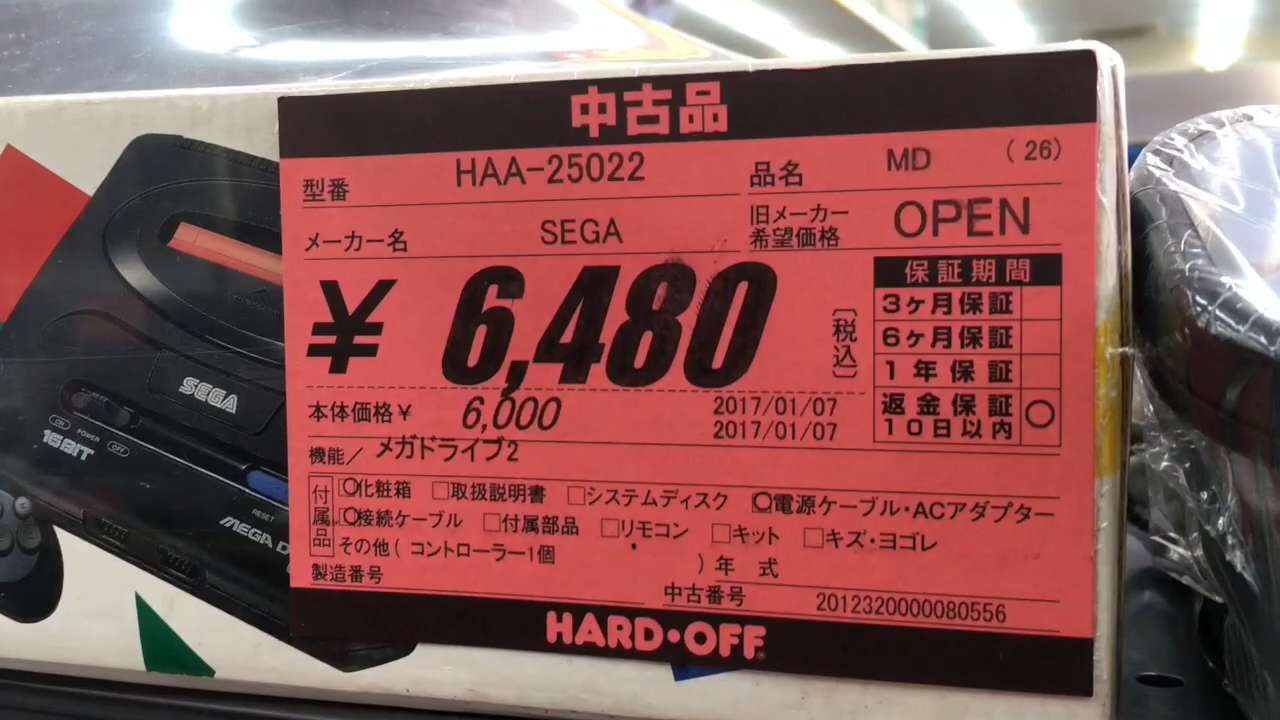 中古品
型番 HAA-25022 品名 MD (26)
メーカー名 SEGA 旧メーカー希望価格 OPEN
¥ 6,480 〔税込〕
保証期間
3ヶ月保証
6ヶ月保証
1年保証
返金保証 10日以内 ○
本体価格¥ 6,000 2017/01/07
2017/01/07
機能/ メガドライブ2
付属品
○化粧箱 □取扱説明書 □システムディスク ○電源ケーブル・ACアダプター
○接続ケーブル □付属部品 □リモコン □キット □キズ・ヨゴレ
その他( コントローラー1個 ) 年 式
製造番号 中古番号 2012320000080556
HARD・OFF
SEGA
ON POWER OFF
16BIT
RESET
MEGA D